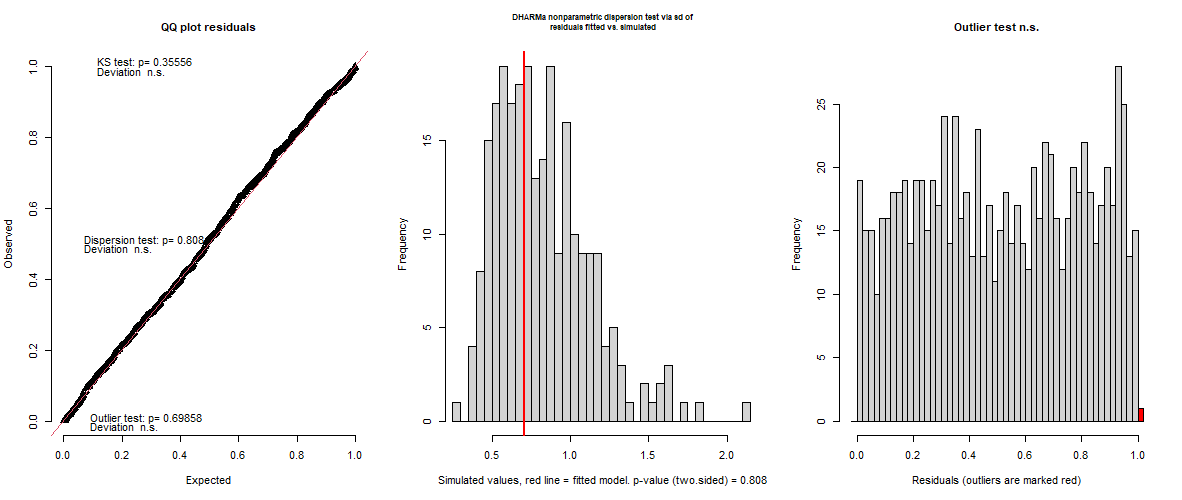 QQ plot residuals
KS test: p= 0.35556
Deviation n.s.
Dispersion test: p= 0.808
Deviation n.s.
Outlier test: p= 0.69858
Deviation n.s.
Observed
0.0
0.2
0.4
0.6
0.8
1.0
0.0
0.2
0.4
0.6
0.8
1.0
Expected
DHARMa nonparametric dispersion test via sd of
residuals fitted vs. simulated
Frequency
0
5
10
15
0.5
1.0
1.5
2.0
Simulated values, red line = fitted model. p-value (two.sided) = 0.808
Outlier test n.s.
Frequency
0
5
10
15
20
25
0.0
0.2
0.4
0.6
0.8
1.0
Residuals (outliers are marked red)